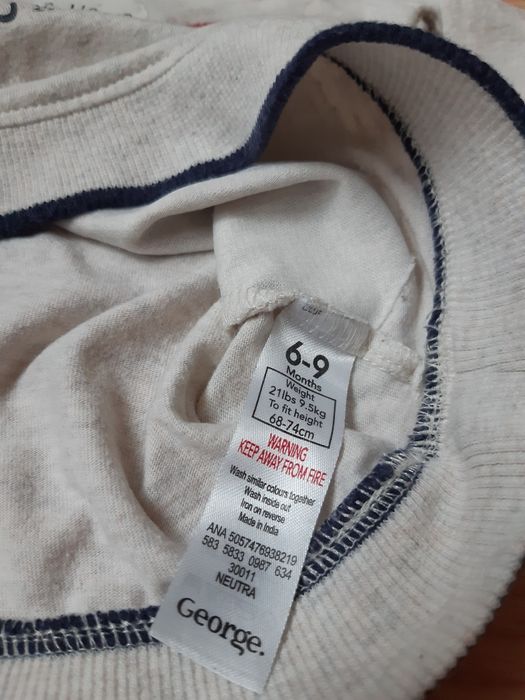 6-9
Months
Weight
21lbs 9.5kg
To fit height
68-74cm
WARNING
KEEP AWAY FROM FIRE
Wash similar colours together
Wash inside out
Iron on reverse
Made in India
ANA 5057476938219
583 5833 0987 634
30011
NEUTRA
George.